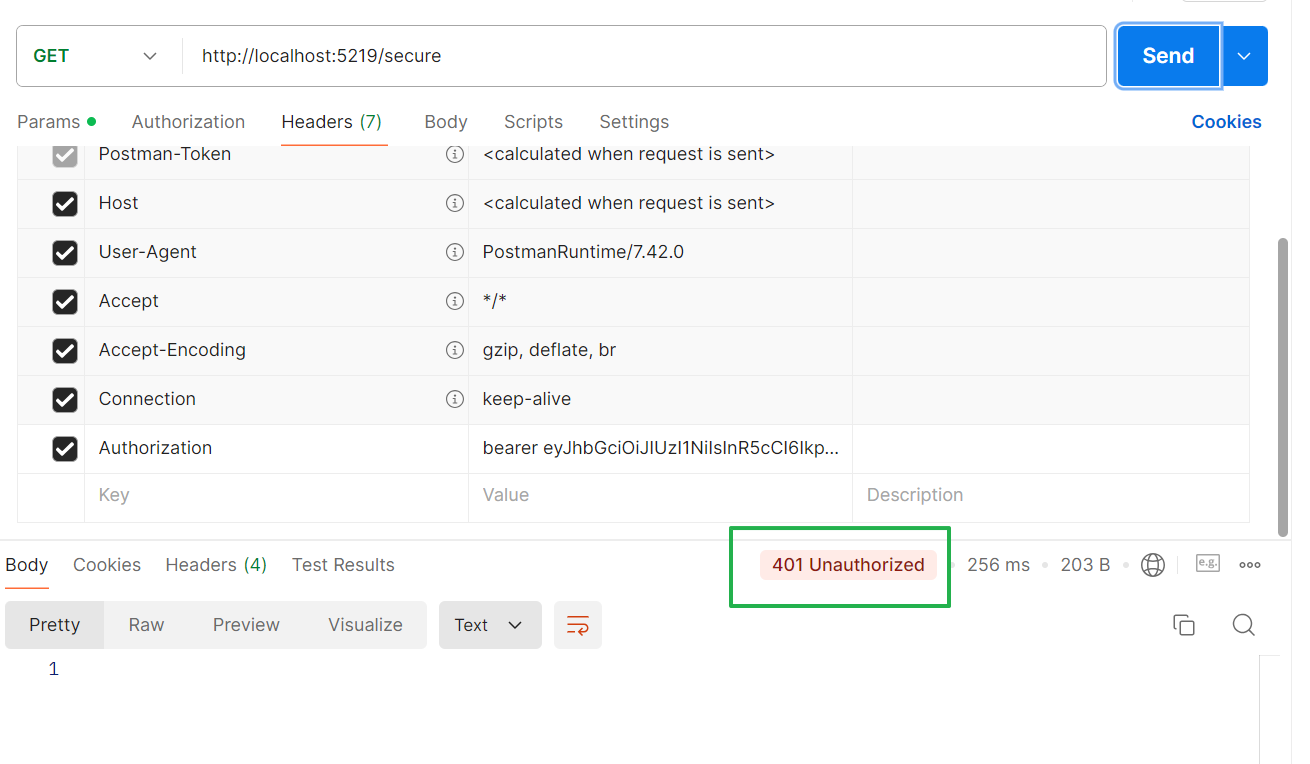 GET http://localhost:5219/secure Send
Params Authorization Headers (7) Body Scripts Settings Cookies
Postman-Token <calculated when request is sent>
Host <calculated when request is sent>
User-Agent PostmanRuntime/7.42.0
Accept */*
Accept-Encoding gzip, deflate, br
Connection keep-alive
Authorization bearer eyJhbGciOiJIUzI1NiIsInR5cCI6Ikp...
Key Value Description
Body Cookies Headers (4) Test Results 401 Unauthorized 256 ms 203 B e.g.
Pretty Raw Preview Visualize Text
1